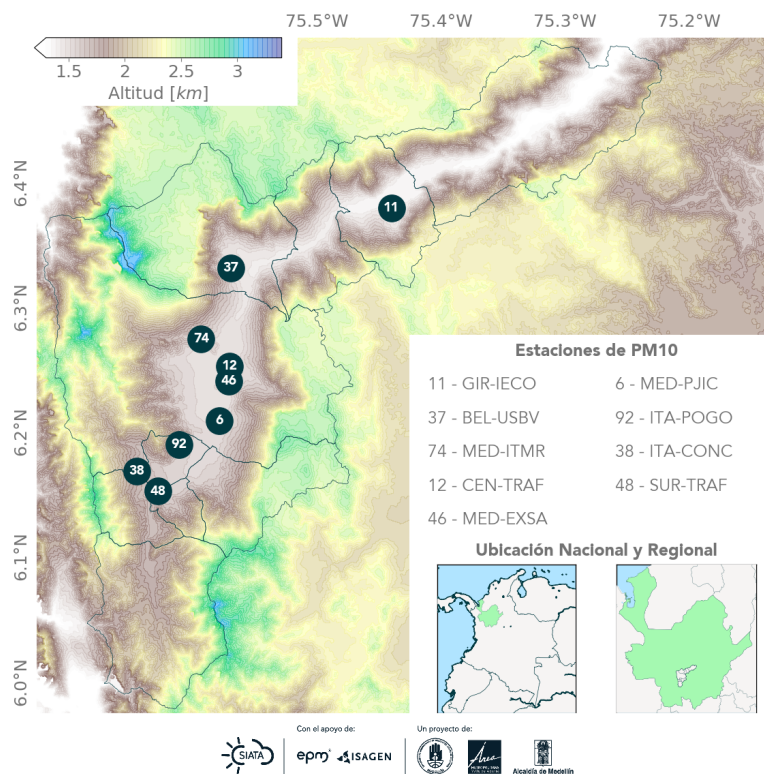 75.5°W 75.4°W 75.3°W 75.2°W
1.5 2 2.5 3
Altitud [km]
6.4°N
6.3°N
6.2°N
6.1°N
6.0°N
11
37
74
12
46
6
92
38
48
Estaciones de PM10
11 - GIR-IECO
37 - BEL-USBV
74 - MED-ITMR
12 - CEN-TRAF
46 - MED-EXSA
6 - MED-PJIC
92 - ITA-POGO
38 - ITA-CONC
48 - SUR-TRAF
Ubicación Nacional y Regional
Con el apoyo de:
Un proyecto de:
SIATA
epm
ISAGEN
Área
Alcaldía de Medellín